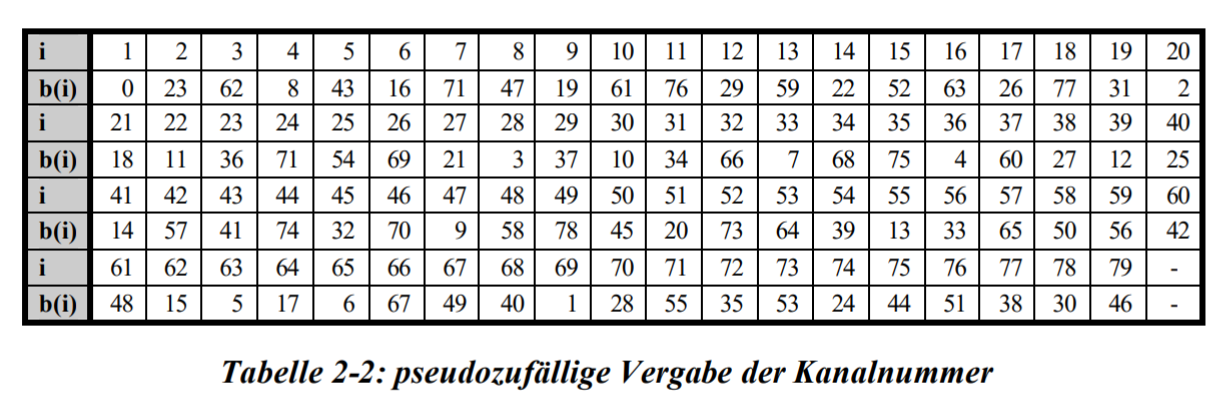 i 1 2 3 4 5 6 7 8 9 10 11 12 13 14 15 16 17 18 19 20
b(i) 0 23 62 8 43 16 71 47 19 61 76 29 59 22 52 63 26 77 31 2
i 21 22 23 24 25 26 27 28 29 30 31 32 33 34 35 36 37 38 39 40
b(i) 18 11 36 71 54 69 21 3 37 10 34 66 7 68 75 4 60 27 12 25
i 41 42 43 44 45 46 47 48 49 50 51 52 53 54 55 56 57 58 59 60
b(i) 14 57 41 74 32 70 9 58 78 45 20 73 64 39 13 33 65 50 56 42
i 61 62 63 64 65 66 67 68 69 70 71 72 73 74 75 76 77 78 79 -
b(i) 48 15 5 17 6 67 49 40 1 28 55 35 53 24 44 51 38 30 46 -
Tabelle 2-2: pseudozufällige Vergabe der Kanalnummer